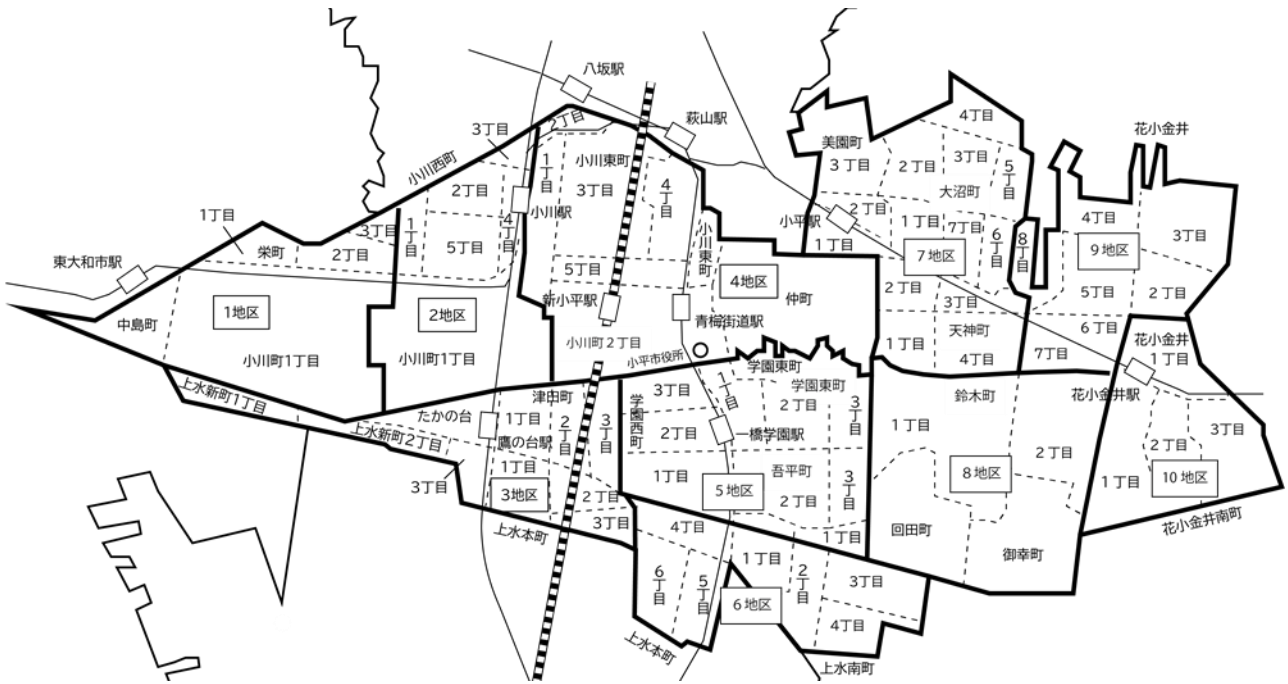 八坂駅
萩山駅
2丁目
3丁目
小川西町
2丁目
1丁目
小川東町
3丁目
4丁目
小川駅
4丁目
5丁目
1丁目
3丁目
1丁目
栄町
2丁目
東大和市駅
中島町
1地区
小川町1丁目
2地区
小川町1丁目
5丁目
新小平駅
小川町2丁目
小川東町
4地区
仲町
青梅街道駅
小平市役所
美園町
3丁目
2丁目
1丁目
小平駅
4丁目
3丁目
2丁目
大沼町
5丁目
1丁目
7丁目
6丁目
8丁目
7地区
2丁目
3丁目
天神町
1丁目
4丁目
花小金井
4丁目
3丁目
9地区
5丁目
2丁目
6丁目
7丁目
花小金井
1丁目
花小金井駅
3丁目
2丁目
1丁目
10地区
花小金井南町
鈴木町
1丁目
2丁目
8地区
回田町
御幸町
学園東町
学園東町
1丁目
2丁目
3丁目
学園西町
3丁目
2丁目
1丁目
一橋学園駅
吾平町
5地区
2丁目
3丁目
1丁目
上水新町1丁目
上水新町2丁目
3丁目
たかの台
鷹の台駅
津田町
1丁目
2丁目
3丁目
1丁目
3地区
2丁目
3丁目
上水本町
4丁目
6丁目
5丁目
上水本町
6地区
1丁目
2丁目
3丁目
4丁目
上水南町